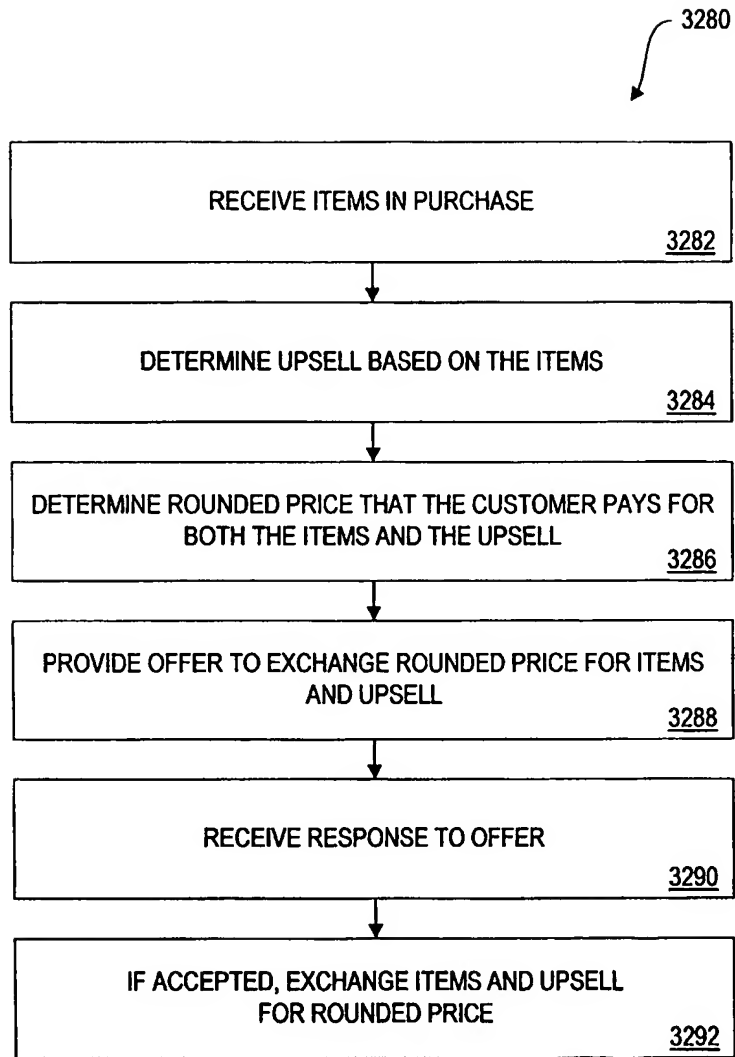 3280
RECEIVE ITEMS IN PURCHASE
3282
DETERMINE UPSELL BASED ON THE ITEMS
3284
DETERMINE ROUNDED PRICE THAT THE CUSTOMER PAYS FOR
BOTH THE ITEMS AND THE UPSELL
3286
PROVIDE OFFER TO EXCHANGE ROUNDED PRICE FOR ITEMS
AND UPSELL
3288
RECEIVE RESPONSE TO OFFER
3290
IF ACCEPTED, EXCHANGE ITEMS AND UPSELL
FOR ROUNDED PRICE
3292